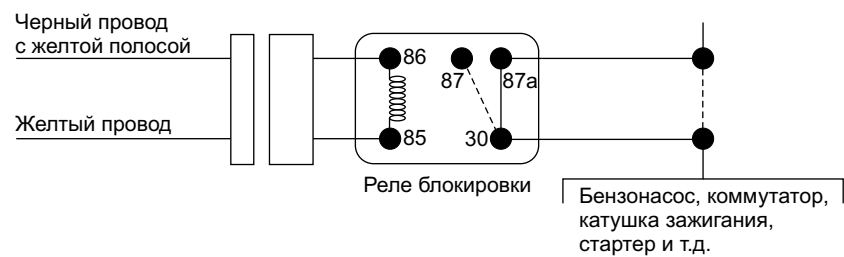 Черный провод
с желтой полосой
86
87
87a
Желтый провод
85
30
Реле блокировки
Бензонасос, коммутатор,
катушка зажигания,
стартер и т.д.